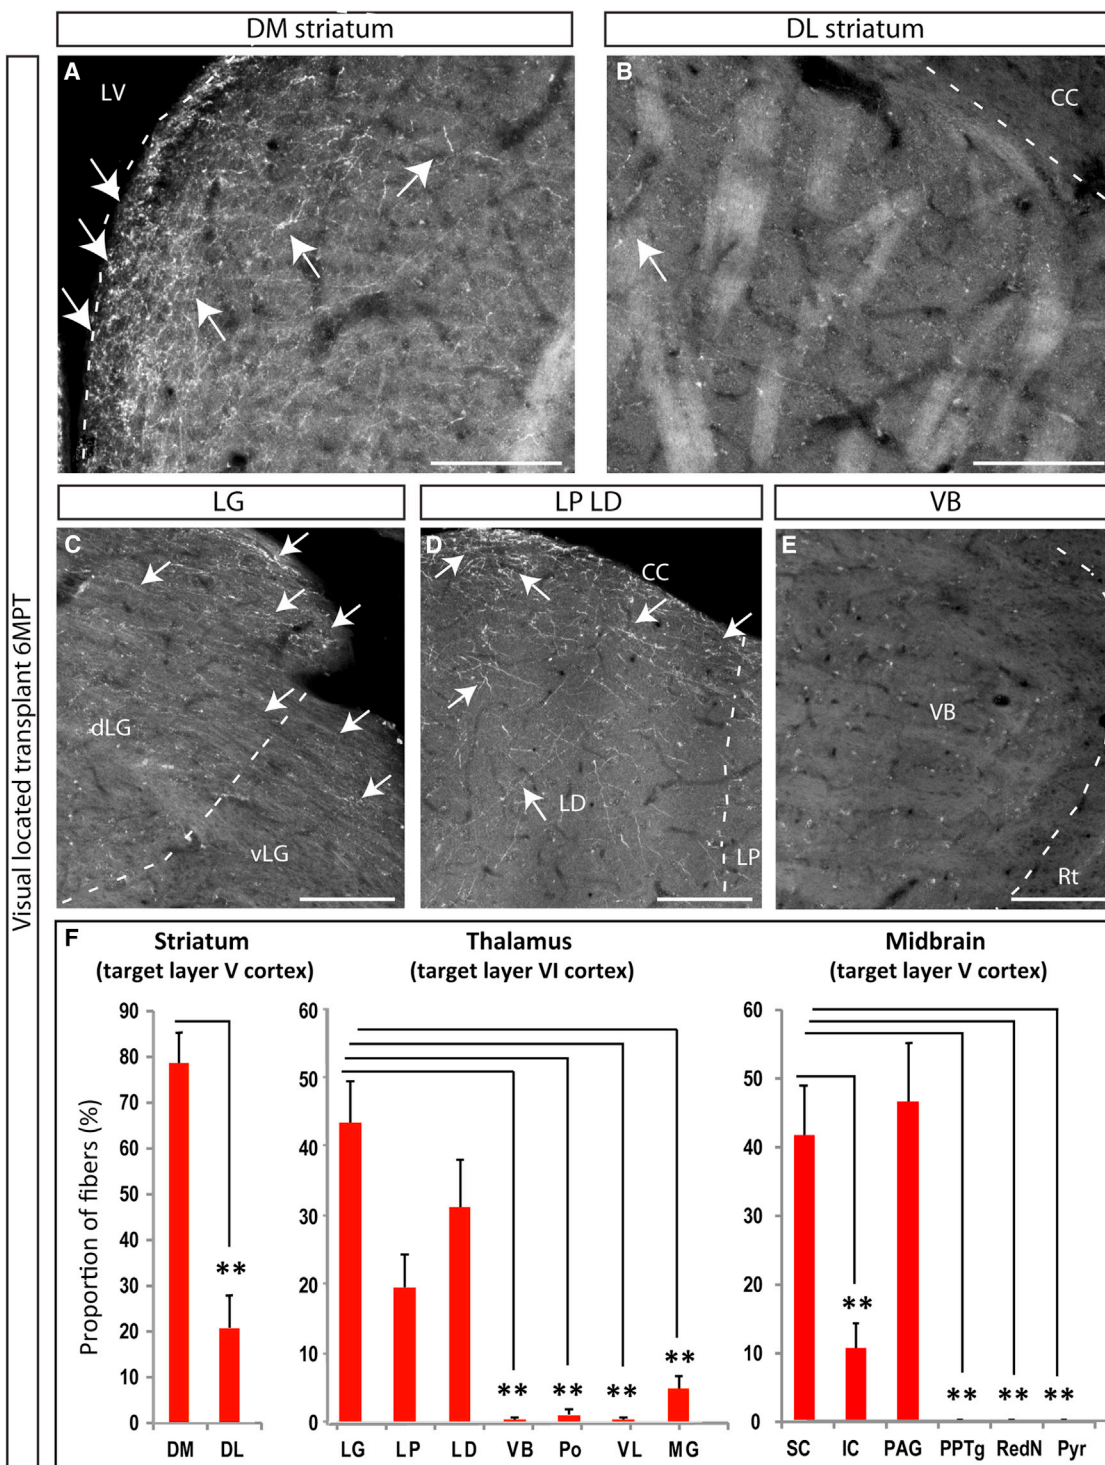 Visual located transplant 6MPT
DM striatum
DL striatum
A
LV
B
CC
LG
LP LD
VB
C
dLG
vLG
D
CC
LD
LP
E
VB
Rt
F
Striatum
(target layer V cortex)
Thalamus
(target layer VI cortex)
Midbrain
(target layer V cortex)
Proportion of fibers (%)
90
80
70
60
50
40
30
20
10
0
**
DM DL
60
50
40
30
20
10
0
** ** ** **
LG LP LD VB Po VL MG
60
50
40
30
20
10
0
** ** ** **
SC IC PAG PPTg RedN Pyr